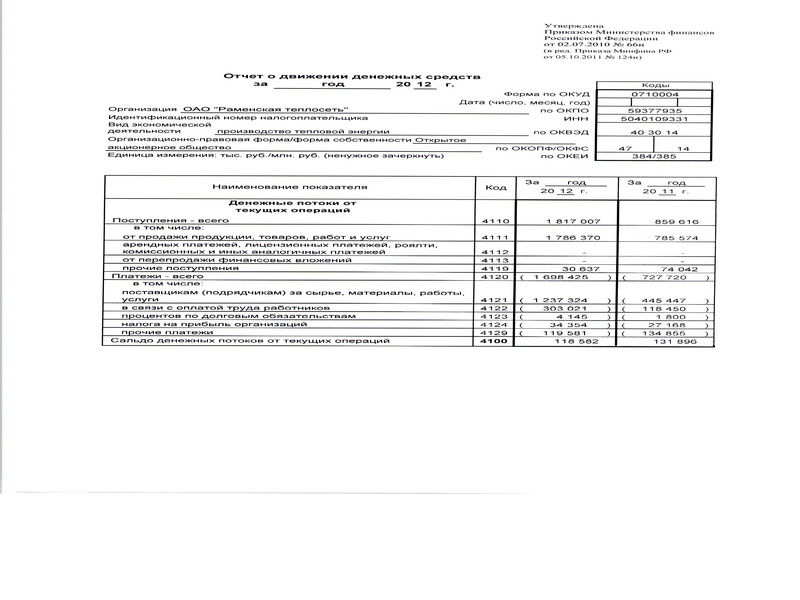 Утверждена
Приказом Министерства финансов
Российской Федерации
от 02.07.2010 № 66н
(в ред. Приказа Минфина РФ
от 05.10.2011 № 124н)
Отчет о движении денежных средств
за год 20 12 г.
Коды
Форма по ОКУД 0710004
Дата (число, месяц, год)
Организация ОАО "Раменская теплосеть" по ОКПО 59377935
Идентификационный номер налогоплательщика ИНН 5040109331
Вид экономической
деятельности производство тепловой энергии по ОКВЭД 40 30 14
Организационно-правовая форма/форма собственности Открытое
акционерное общество по ОКОПФ/ОКФС 47 14
Единица измерения: тыс. руб./млн. руб. (ненужное зачеркнуть) по ОКЕИ 384/385
Наименование показателя Код За год 20 12 г. За год 20 11 г.
Денежные потоки от
текущих операций
Поступления - всего 4110 1 817 007 859 616
в том числе:
от продажи продукции, товаров, работ и услуг 4111 1 786 370 785 574
арендных платежей, лицензионных платежей, роялти,
комиссионных и иных аналогичных платежей 4112 - -
от перепродажи финансовых вложений 4113 - -
прочие поступления 4119 30 637 74 042
Платежи - всего 4120 ( 1 698 425 ) ( 727 720 )
в том числе:
поставщикам (подрядчикам) за сырье, материалы, работы,
услуги 4121 ( 1 237 324 ) ( 445 447 )
в связи с оплатой труда работников 4122 ( 303 021 ) ( 118 450 )
процентов по долговым обязательствам 4123 ( 4 145 ) ( 1 800 )
налога на прибыль организаций 4124 ( 34 354 ) ( 27 168 )
прочие платежи 4129 ( 119 581 ) ( 134 855 )
Сальдо денежных потоков от текущих операций 4100 118 582 131 896